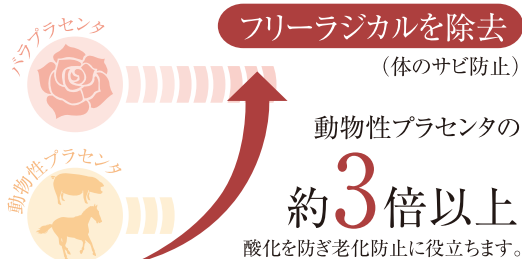 バラプラセンタ
フリーラジカルを除去
(体のサビ防止)
動物性プラセンタの
動物性プラセンタ
約3倍以上
酸化を防ぎ老化防止に役立ちます。